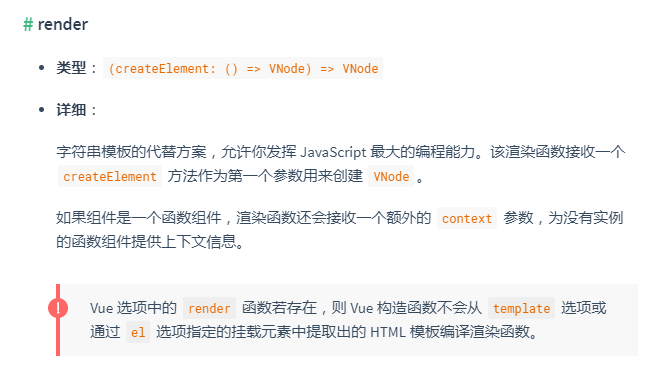 # render
类型：(createElement: () => VNode) => VNode
详细：
字符串模板的代替方案，允许你发挥 JavaScript 最大的编程能力。该渲染函数接收一个
createElement 方法作为第一个参数用来创建 VNode。
如果组件是一个函数组件，渲染函数还会接收一个额外的 context 参数，为没有实例
的函数组件提供上下文信息。
! Vue 选项中的 render 函数若存在，则 Vue 构造函数不会从 template 选项或
通过 el 选项指定的挂载元素中提取出的 HTML 模板编译渲染函数。